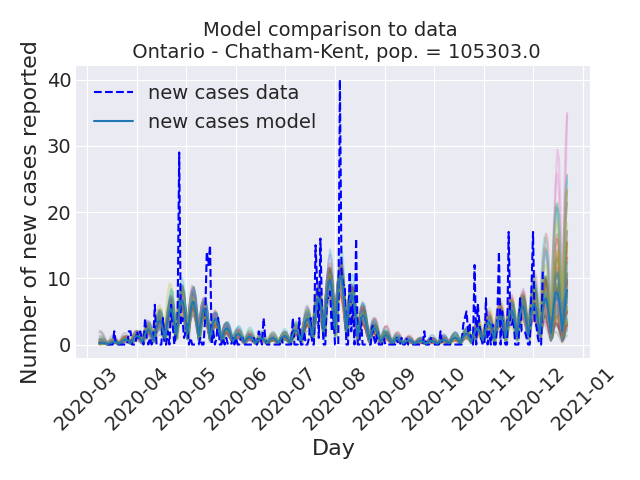 Model comparison to data
Ontario - Chatham-Kent, pop. = 105303.0
Number of new cases reported
40
30
20
10
0
new cases data
new cases model
2020-03
2020-04
2020-05
2020-06
2020-07
2020-08
2020-09
2020-10
2020-11
2020-12
2021-01
Day